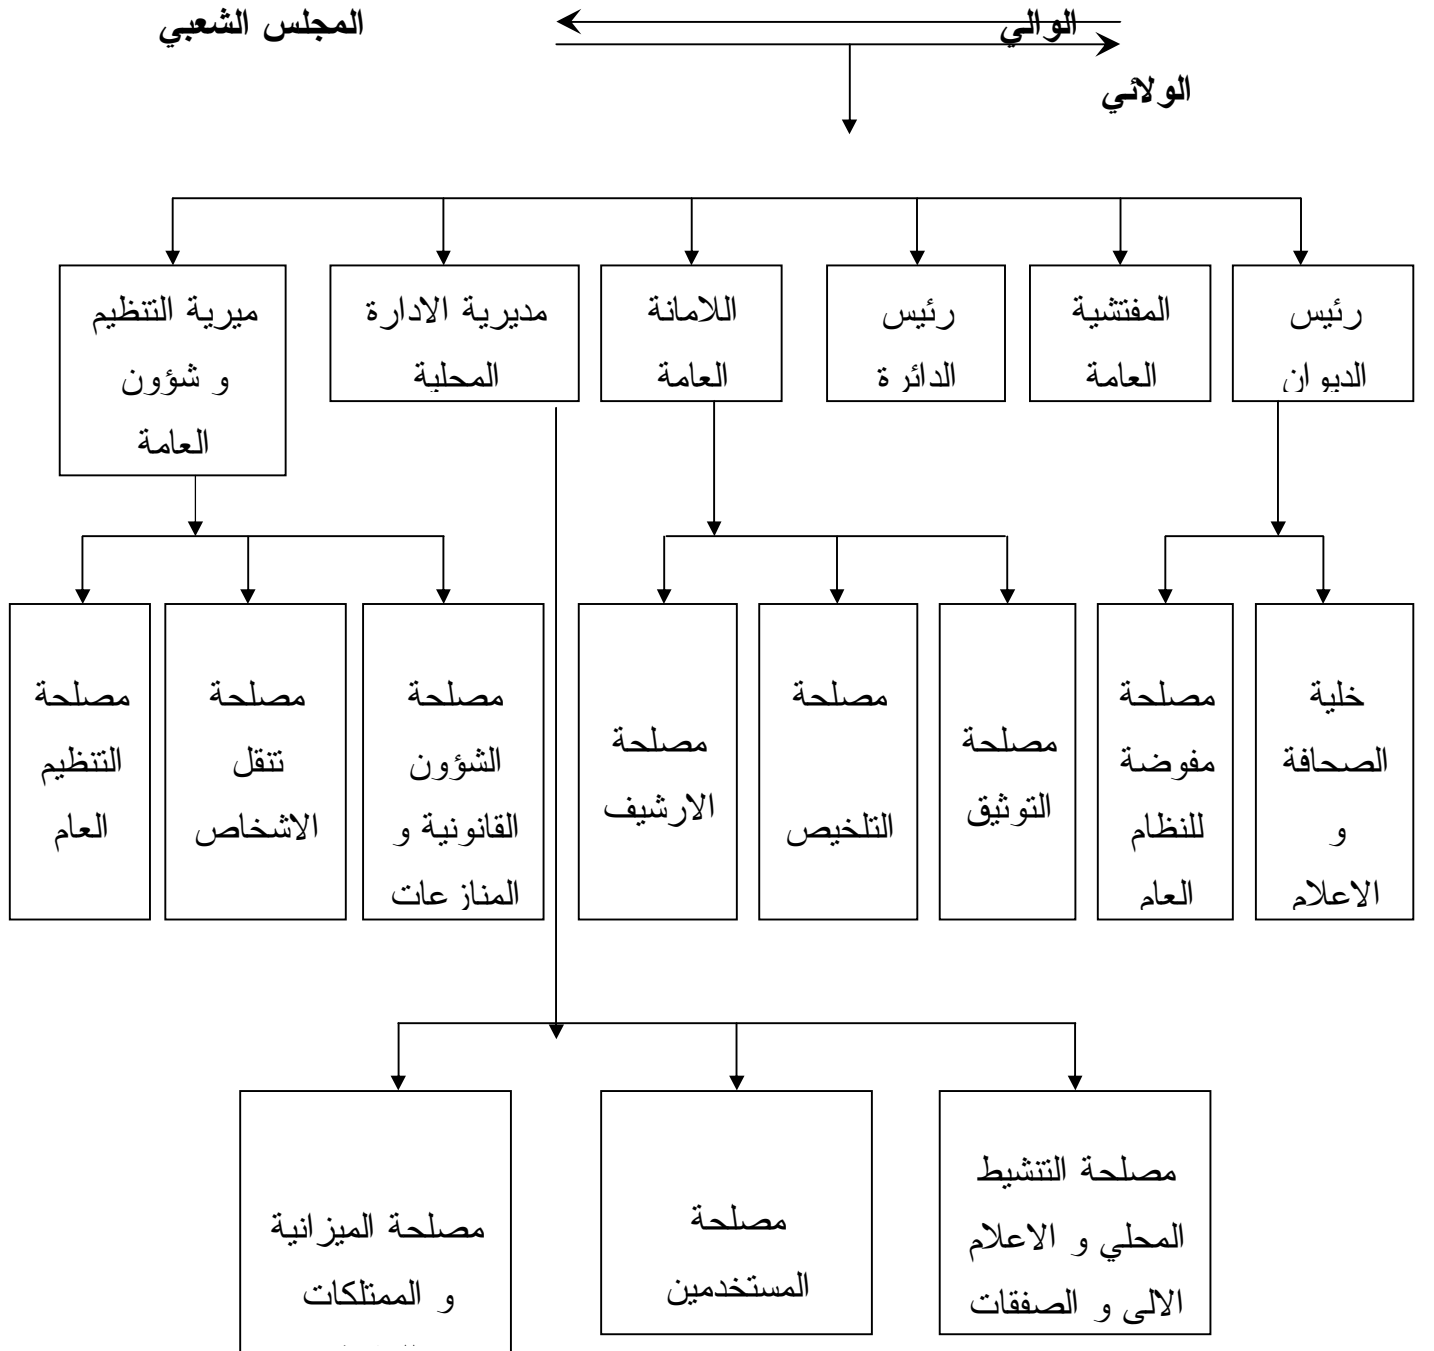 الوالي
المجلس الشعبي
الولائي
رئيس
الديوان
المفتشية
العامة
رئيس
الدائرة
اللامانة
العامة
مديرية الادارة
المحلية
ميرية التنظيم
و شؤون
العامة
خلية
الصحافة
و
الاعلام
مصلحة
مفوضة
للنظام
العام
مصلحة
التوثيق
مصلحة
التلخيص
مصلحة
الارشيف
مصلحة
الشؤون
القانونية و
المنازعات
مصلحة
تنقل
الاشخاص
مصلحة
التنظيم
العام
مصلحة التنشيط
المحلي و الاعلام
الالى و الصفقات
مصلحة
المستخدمين
مصلحة الميزانية
و الممتلكات